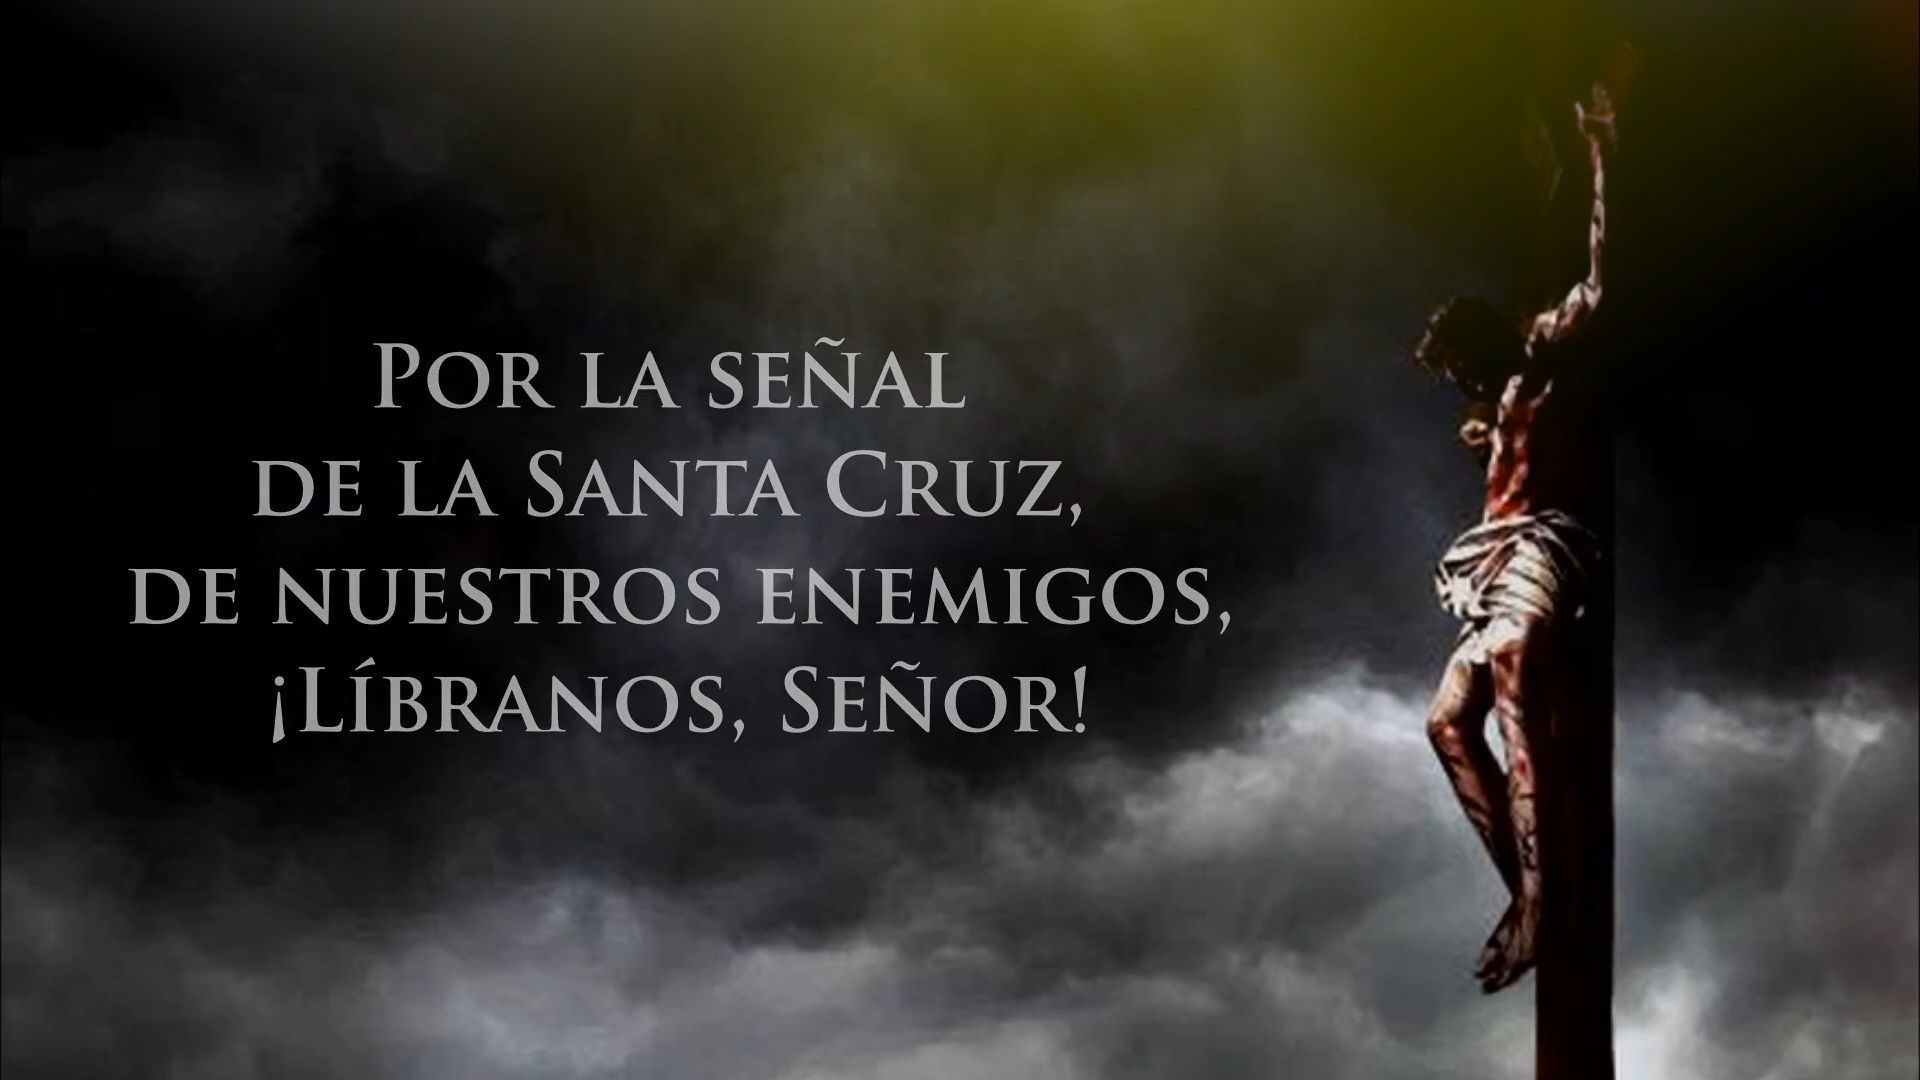 Por la señal
de la Santa Cruz,
de nuestros enemigos,
¡Líbranos, Señor!